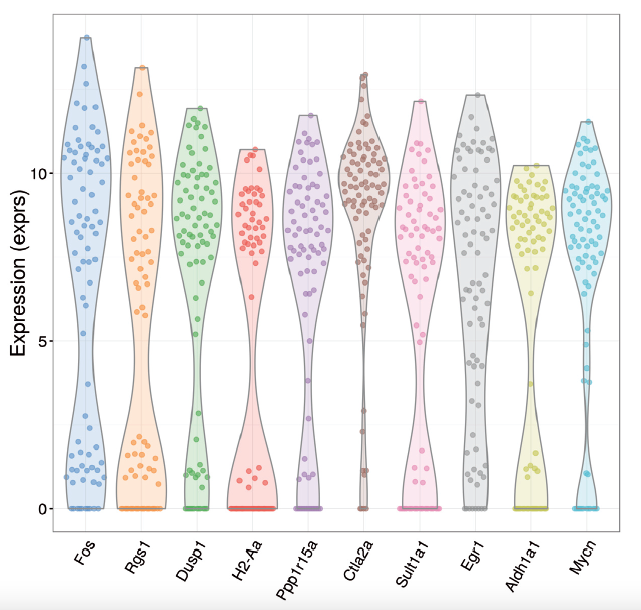 Expression (exprs)
10
5
0
Fos
Rgs1
Dusp1
H2-Aa
Ppp1r15a
Ctla2a
Sult1a1
Egr1
Aldh1a1
Mycn